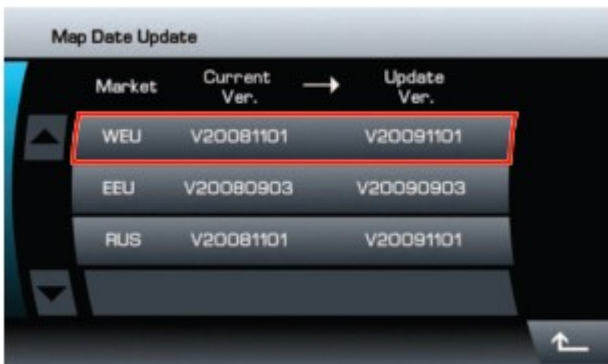 Map Date Update
Market Current Ver. → Update Ver.
WEU V20081101 V20091101
EEU V20080903 V20090903
RUS V20081101 V20091101